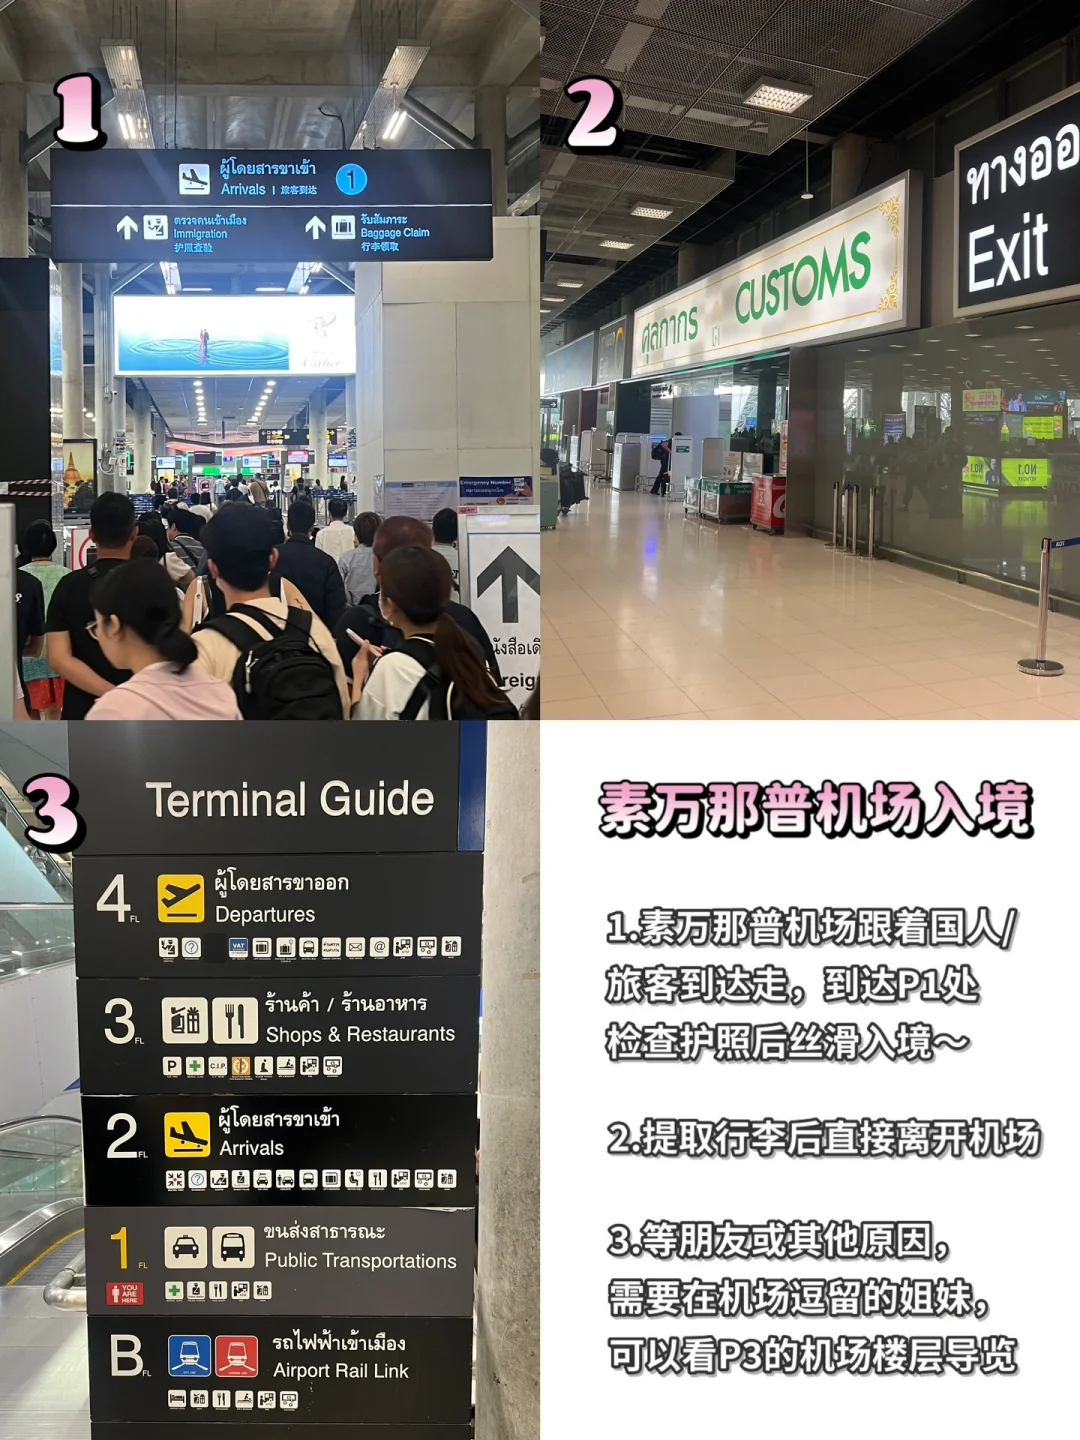 1
ผู้โดยสารขาเข้า
Arrivals | 旅客到达
1
ตรวจคนเข้าเมือง
Immigration
护照查验
รับสัมภาระ
Baggage Claim
行李领取
Cartier
Emergency Number
2
ทางออ
Exit
ศุลกากร
CUSTOMS
NO.1
3
Terminal Guide
4 FL
ผู้โดยสารขาออก
Departures
VAT
3 FL
ร้านค้า / ร้านอาหาร
Shops & Restaurants
P
C.I.P.
2 FL
ผู้โดยสารขาเข้า
Arrivals
1 FL
ขนส่งสาธารณะ
Public Transportations
YOU
ARE
HERE
B FL
รถไฟฟ้าเข้าเมือง
Airport Rail Link
素万那普机场入境
1.素万那普机场跟着国人/
旅客到达走，到达P1处
检查护照后丝滑入境～
2.提取行李后直接离开机场
3.等朋友或其他原因，
需要在机场逗留的姐妹，
可以看P3的机场楼层导览